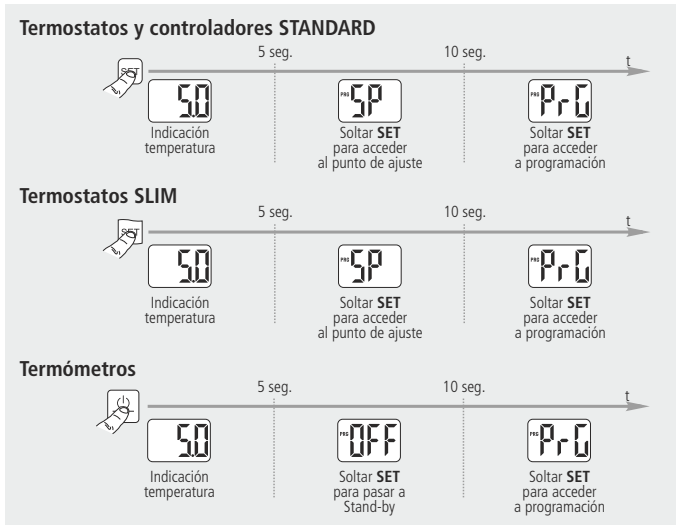 Termostatos y controladores STANDARD
5 seg. 10 seg. t
SET
5.0 PRG SP PRG PrG
Indicación Soltar SET Soltar SET
temperatura para acceder para acceder
al punto de ajuste a programación
Termostatos SLIM
5 seg. 10 seg. t
SET
5.0 PRG SP PRG PrG
Indicación Soltar SET Soltar SET
temperatura para acceder para acceder
al punto de ajuste a programación
Termómetros
5 seg. 10 seg. t
5.0 PRG OFF PRG PrG
Indicación Soltar SET Soltar SET
temperatura para pasar a para acceder
Stand-by a programación